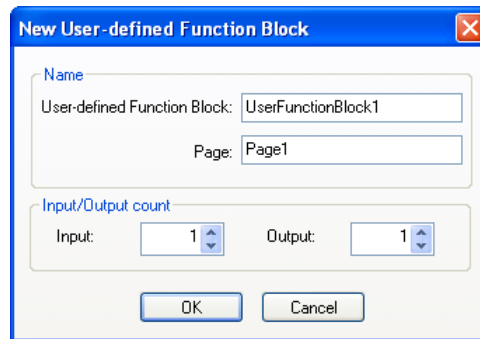 New User-defined Function Block
Name
User-defined Function Block: UserFunctionBlock1
Page: Page1
Input/Output count
Input: 1 Output: 1
OK Cancel